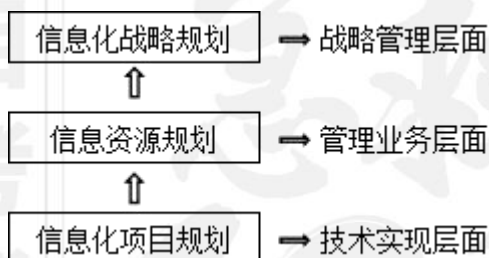 信息化战略规划 ⇒ 战略管理层面
⇑
信息资源规划 ⇒ 管理业务层面
⇑
信息化项目规划 ⇒ 技术实现层面